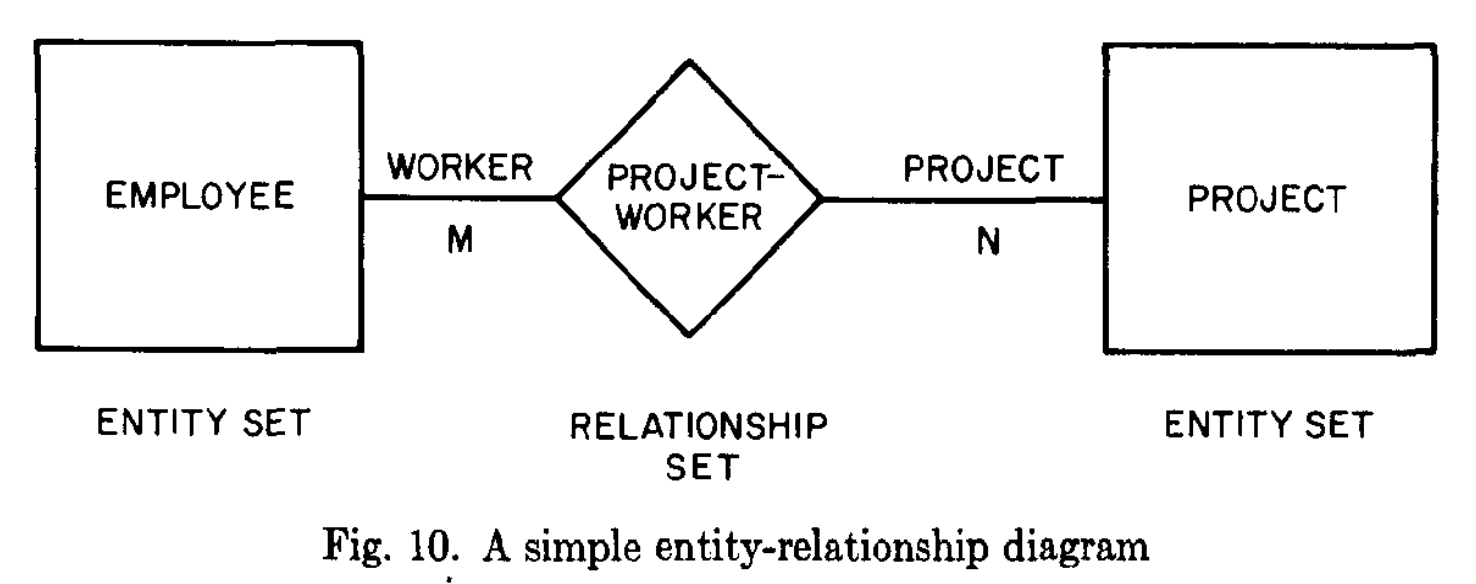 EMPLOYEE
WORKER
M
PROJECT-
WORKER
PROJECT
N
PROJECT
ENTITY SET
RELATIONSHIP
SET
ENTITY SET
Fig. 10. A simple entity-relationship diagram